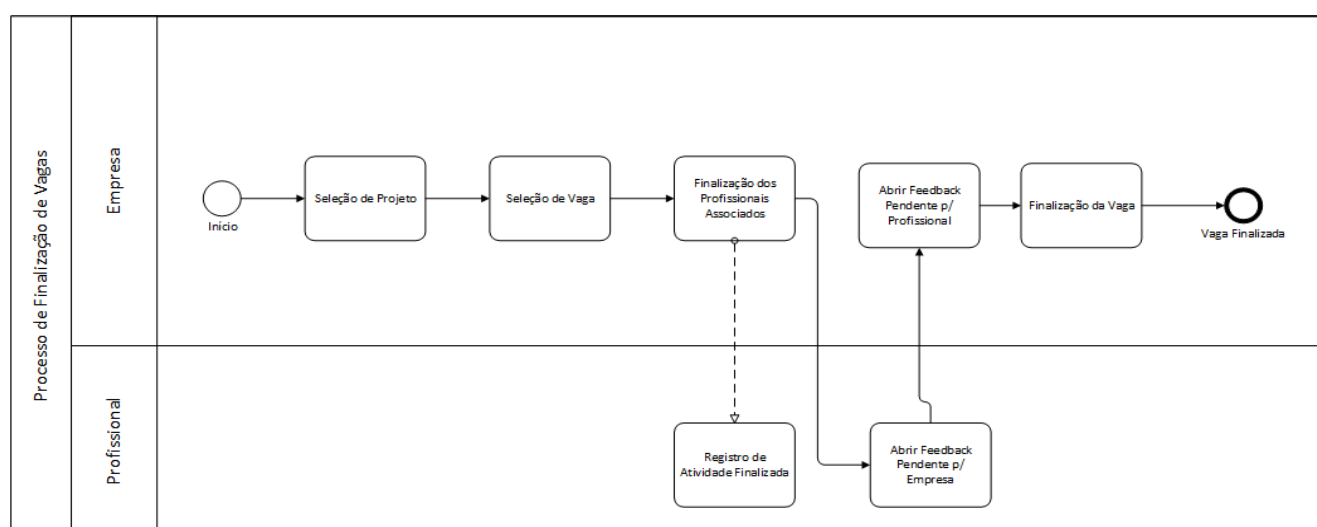 Processo de Finalização de Vagas
Empresa
Início
Seleção de Projeto
Seleção de Vaga
Finalização dos
Profissionais
Associados
Abrir Feedback
Pendente p/
Profissional
Finalização da Vaga
Vaga Finalizada
Profissional
Registro de
Atividade Finalizada
Abrir Feedback
Pendente p/
Empresa